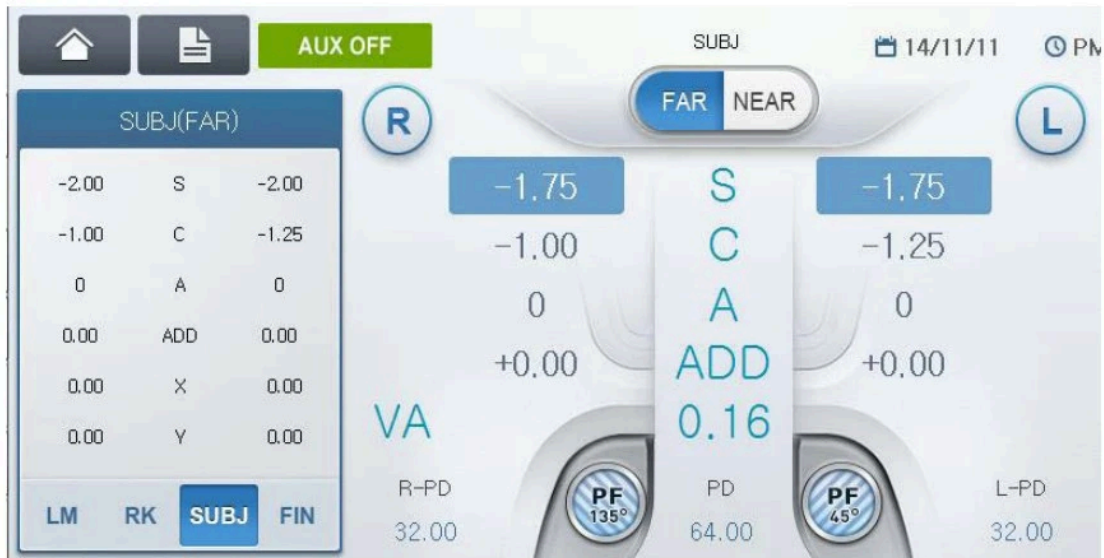 AUX OFF
SUBJ
14/11/11
FAR NEAR
SUBJ(FAR)
-2.00 S -2.00
-1.00 C -1.25
0 A 0
0.00 ADD 0.00
0.00 X 0.00
0.00 Y 0.00
LM RK SUBJ FIN
R L
-1.75 S -1.75
-1.00 C -1.25
0 A 0
+0.00 ADD +0.00
VA 0.16
R-PD PD L-PD
32.00 64.00 32.00
PF
135°
PF
45°